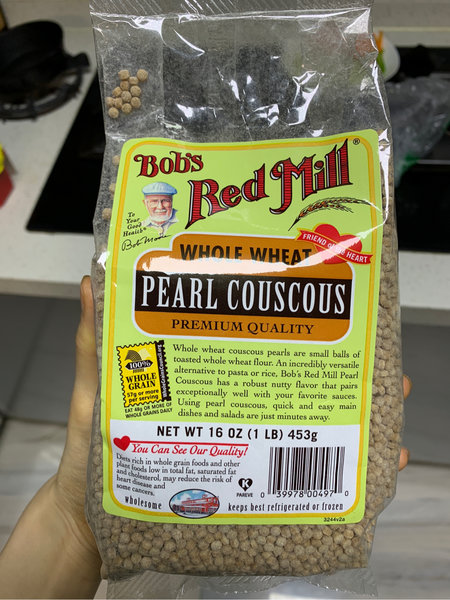 Bob's
Red Mill®
To
Your
Good
Health
Bob Moore
FRIEND OF THE HEART
WHOLE WHEAT
PEARL COUSCOUS
PREMIUM QUALITY
100%
WHOLE
GRAIN
57g or more
per serving
EAT 48g OR MORE OF
WHOLE GRAINS DAILY
Whole wheat couscous pearls are small balls of
toasted whole wheat flour. An incredibly versatile
alternative to pasta or rice, Bob's Red Mill Pearl
Couscous has a robust nutty flavor that pairs
exceptionally well with your favorite sauces.
Using pearl couscous, quick and easy main
dishes and salads are just minutes away.
NET WT 16 OZ (1 LB) 453g
You Can See Our Quality!
Diets rich in whole grain foods and other
plant foods low in total fat, saturated fat
and cholesterol, may reduce the risk of
heart disease and
some cancers.
wholesome
K
PAREVE
0 39978 00497 0
keeps best refrigerated or frozen
3244v2a